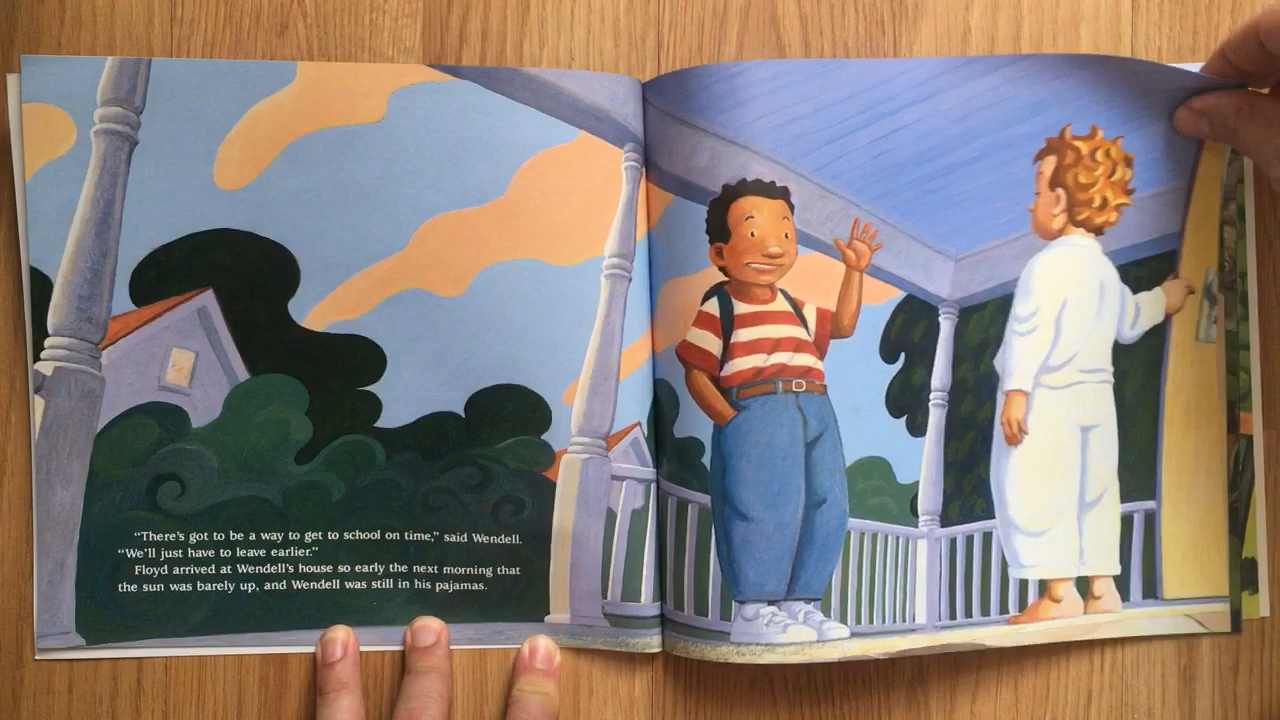 "There's got to be a way to get to school on time," said Wendell.
"We'll just have to leave earlier."
Floyd arrived at Wendell's house so early the next morning that
the sun was barely up, and Wendell was still in his pajamas.